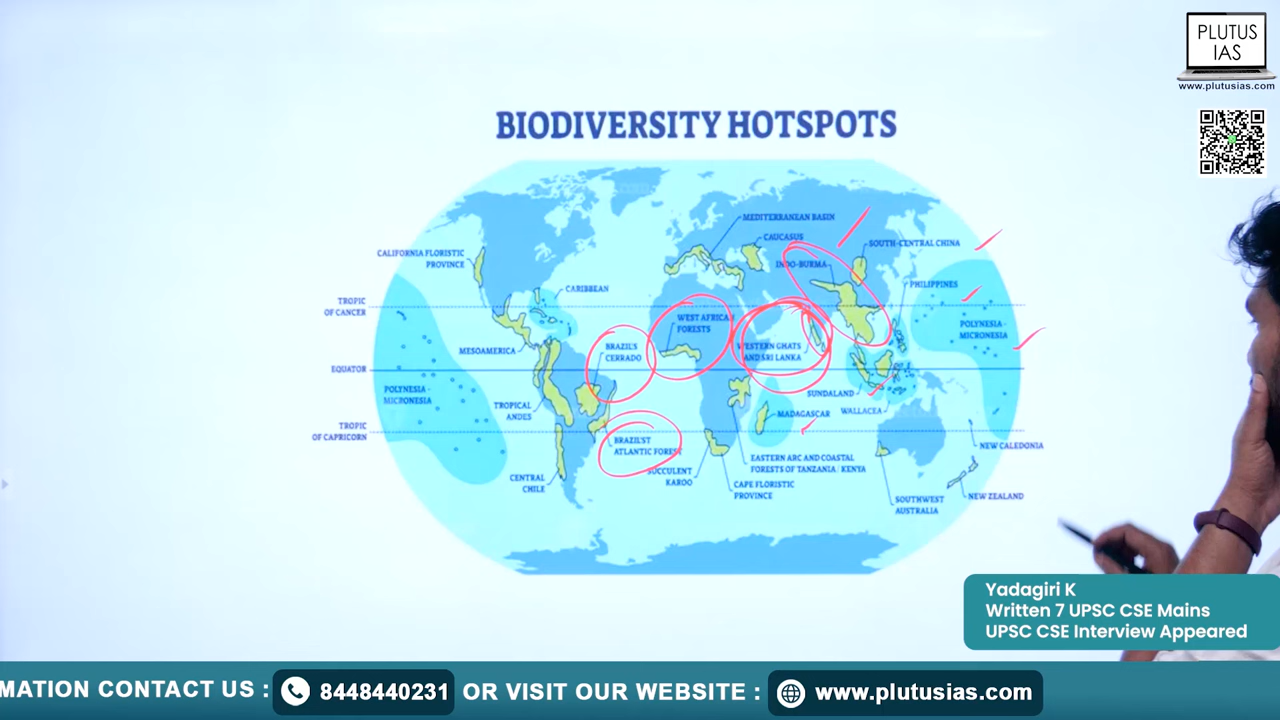 PLUTUS
IAS
www.plutusias.com
BIODIVERSITY HOTSPOTS
MEDITERRANEAN BASIN
CAUCASUS
SOUTH-CENTRAL CHINA
CALIFORNIA FLORISTIC
PROVINCE
INDO-BURMA
PHILIPPINES
CARIBBEAN
TROPIC
OF CANCER
WEST AFRICAN
FORESTS
POLYNESIA -
MICRONESIA
MESOAMERICA
BRAZIL'S
CERRADO
WESTERN GHATS
AND SRI LANKA
EQUATOR
POLYNESIA -
MICRONESIA
SUNDALAND
WALLACEA
TROPICAL
ANDES
MADAGASCAR
TROPIC
OF CAPRICORN
BRAZIL'ST
ATLANTIC FOREST
NEW CALEDONIA
EASTERN ARC AND COASTAL
FORESTS OF TANZANIA / KENYA
SUCCULENT
KAROO
CENTRAL
CHILE
CAPE FLORISTIC
PROVINCE
NEW ZEALAND
SOUTHWEST
AUSTRALIA
Yadagiri K
Written 7 UPSC CSE Mains
UPSC CSE Interview Appeared
MATION CONTACT US : 8448440231 OR VISIT OUR WEBSITE : www.plutusias.com